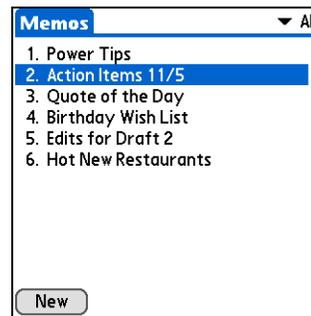 Memos
1. Power Tips
2. Action Items 11/5
3. Quote of the Day
4. Birthday Wish List
5. Edits for Draft 2
6. Hot New Restaurants
New